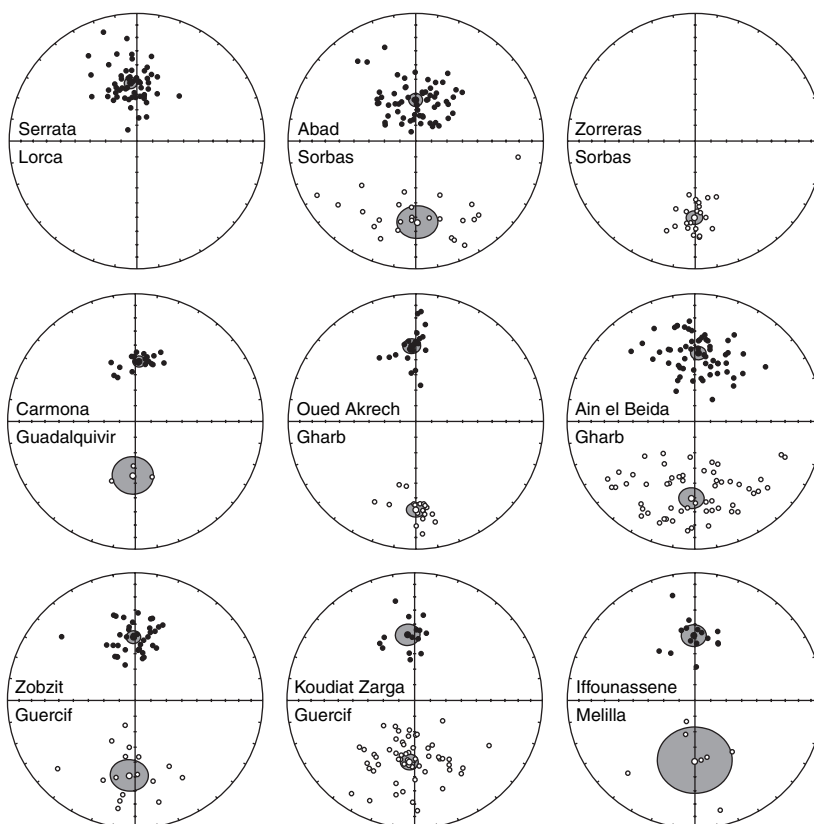 Serrata
Lorca
Abad
Sorbas
Zorreras
Sorbas
Carmona
Guadalquivir
Oued Akrech
Gharb
Ain el Beida
Gharb
Zobzit
Guercif
Koudiat Zarga
Guercif
Iffounassene
Melilla